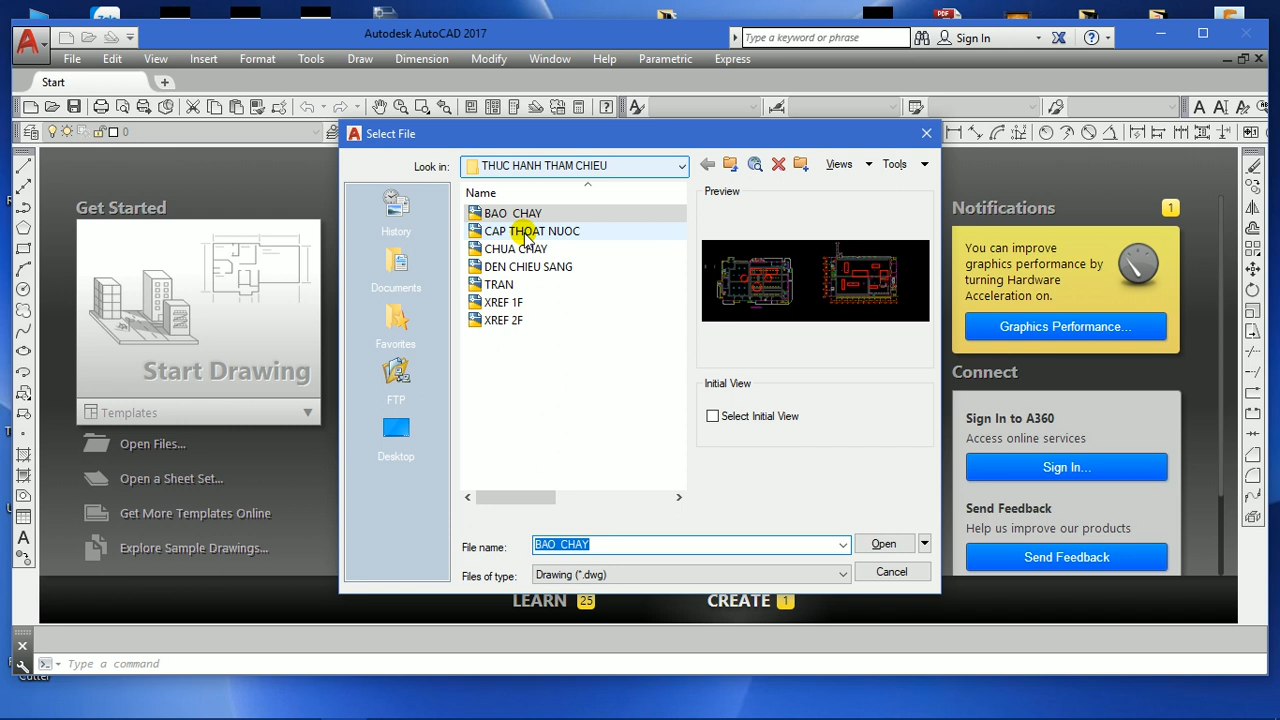 Zalo
PDF
Autodesk AutoCAD 2017
Type a keyword or phrase
Sign In
File Edit View Insert Format Tools Draw Dimension Modify Window Help Parametric Express
Start
0
Select File
Look in: THUC HANH THAM CHIEU
Views Tools
History
Documents
Favorites
FTP
Desktop
Name
BAO CHAY
CAP THOAT NUOC
CHUA CHAY
DEN CHIEU SANG
TRAN
XREF 1F
XREF 2F
Preview
Initial View
Select Initial View
File name: BAO CHAY
Open
Files of type: Drawing (*.dwg)
Cancel
Get Started
Start Drawing
Templates
Open Files...
Open a Sheet Set...
Get More Templates Online
Explore Sample Drawings...
Notifications 1
You can improve
graphics performance by
turning Hardware
Acceleration on.
Graphics Performance...
Connect
Sign In to A360
Access online services
Sign In...
Send Feedback
Help us improve our products
Send Feedback
LEARN 25 CREATE 1
Type a command
Cutter